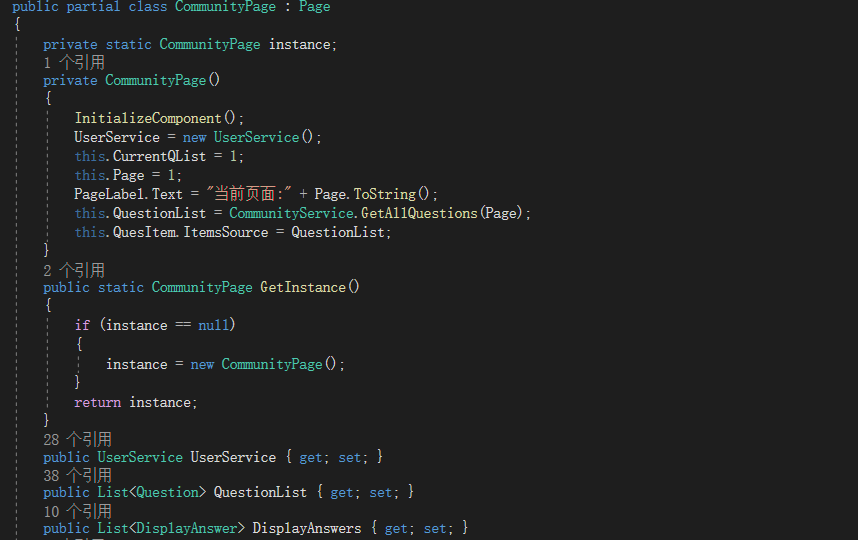 public partial class CommunityPage : Page
{
private static CommunityPage instance;
1 个引用
private CommunityPage()
{
InitializeComponent();
UserService = new UserService();
this.CurrentQList = 1;
this.Page = 1;
PageLabel.Text = "当前页面:" + Page.ToString();
this.QuestionList = CommunityService.GetAllQuestions(Page);
this.QuesItem.ItemsSource = QuestionList;
}
2 个引用
public static CommunityPage GetInstance()
{
if (instance == null)
{
instance = new CommunityPage();
}
return instance;
}
28 个引用
public UserService UserService { get; set; }
38 个引用
public List<Question> QuestionList { get; set; }
10 个引用
public List<DisplayAnswer> DisplayAnswers { get; set; }